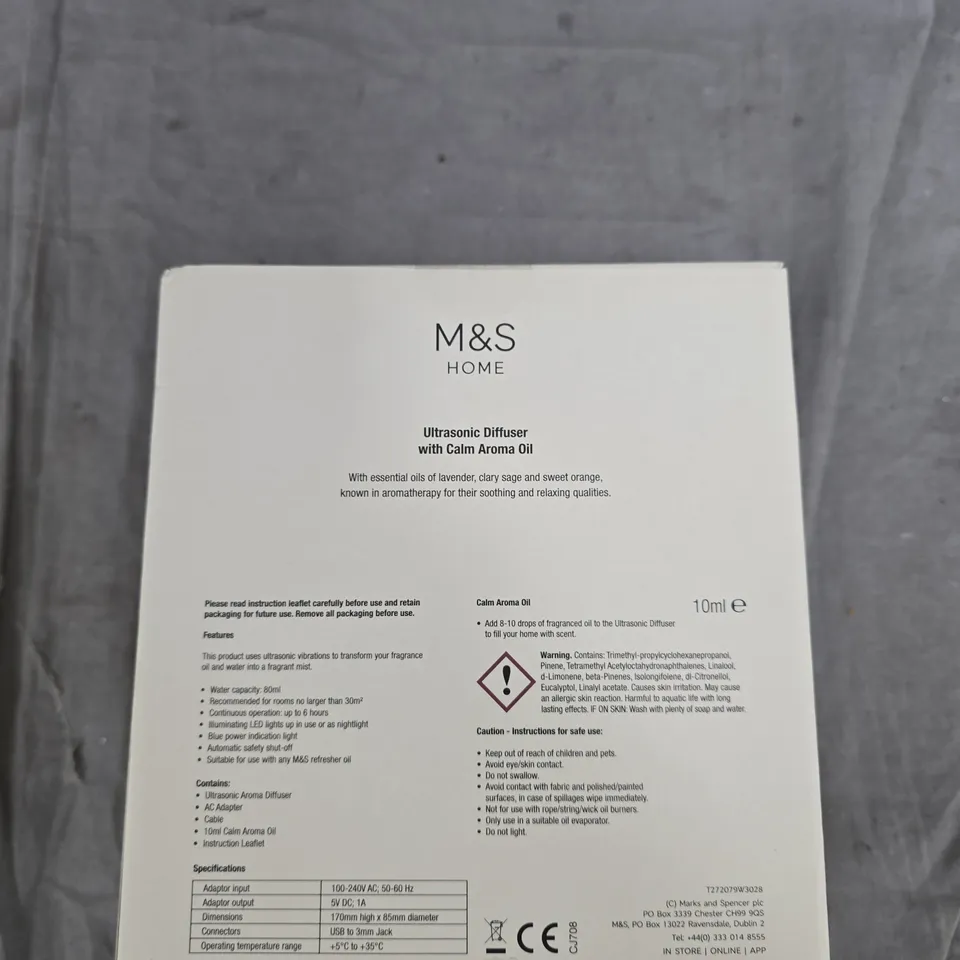 M&S
HOME
Ultrasonic Diffuser
with Calm Aroma Oil
With essential oils of lavender, clary sage and sweet orange,
known in aromatherapy for their soothing and relaxing qualities.
Please read instruction leaflet carefully before use and retain
packaging for future use. Remove all packaging before use.
Features
This product uses ultrasonic vibrations to transform your fragrance
oil and water into a fragrant mist.
• Water capacity: 80ml
• Recommended for rooms no larger than 30m²
• Continuous operation: up to 6 hours
• Illuminating LED lights up in use or as nightlight
• Blue power indication light
• Automatic safety shut-off
• Suitable for use with any M&S refresher oil
Contains:
• Ultrasonic Aroma Diffuser
• AC Adapter
• Cable
• 10ml Calm Aroma Oil
• Instruction Leaflet
Specifications
Adaptor input 100-240V AC; 50-60 Hz
Adaptor output 5V DC; 1A
Dimensions 170mm high x 85mm diameter
Connectors USB to 3mm Jack
Operating temperature range +5°C to +35°C
Calm Aroma Oil
10ml e
• Add 8-10 drops of fragranced oil to the Ultrasonic Diffuser
to fill your home with scent.
Warning. Contains: Trimethyl-propylcyclohexanepropanol,
Pinene, Tetramethyl Acetyloctahydronaphthalenes, Linalool,
d-Limonene, beta-Pinenes, Isolongifolene, dl-Citronellol,
Eucalyptol, Linalyl acetate. Causes skin irritation. May cause
an allergic skin reaction. Harmful to aquatic life with long
lasting effects. IF ON SKIN: Wash with plenty of soap and water.
Caution - Instructions for safe use:
• Keep out of reach of children and pets.
• Avoid eye/skin contact.
• Do not swallow.
• Avoid contact with fabric and polished/painted
surfaces, in case of spillages wipe immediately.
• Not for use with rope/string/wick oil burners.
• Only use in a suitable oil evaporator.
• Do not light.
CE
CJ708
T272079W3028
(C) Marks and Spencer plc
PO Box 3339 Chester CH99 9QS
M&S, PO Box 13022 Ravensdale, Dublin 2
Tel: +44(0) 333 014 8555
IN STORE | ONLINE | APP